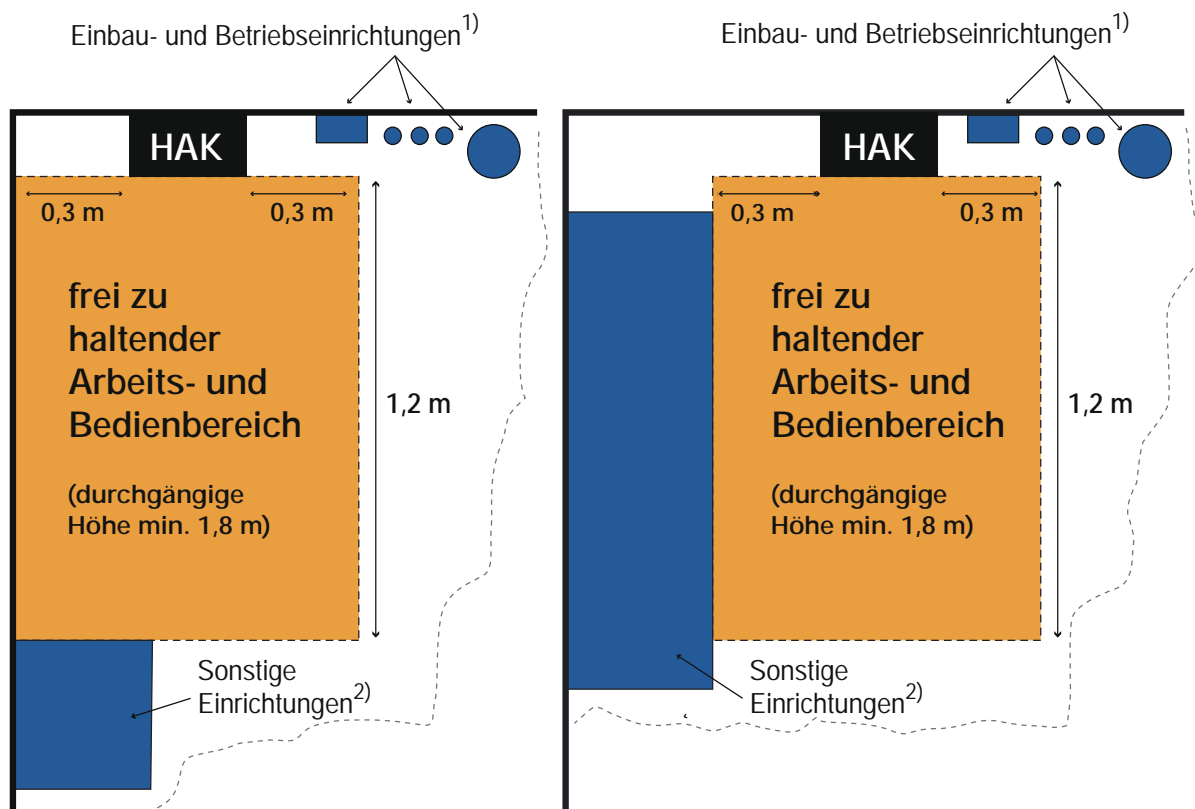 Einbau- und Betriebseinrichtungen1)
HAK
0,3 m
0,3 m
frei zu
haltender
Arbeits- und
Bedienbereich
(durchgängige
Höhe min. 1,8 m)
1,2 m
Sonstige
Einrichtungen2)
Einbau- und Betriebseinrichtungen1)
HAK
0,3 m
0,3 m
frei zu
haltender
Arbeits- und
Bedienbereich
(durchgängige
Höhe min. 1,8 m)
1,2 m
Sonstige
Einrichtungen2)